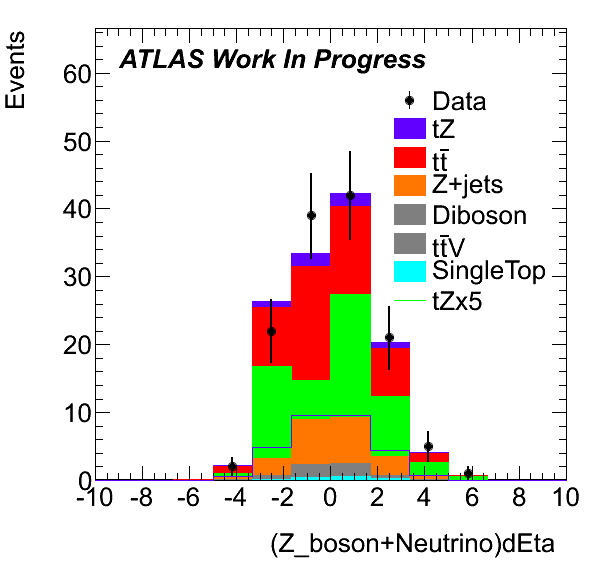 Events
ATLAS Work In Progress
Data
tZ
tt̄
Z+jets
Diboson
tt̄V
SingleTop
tZx5
60
50
40
30
20
10
0
-10 -8 -6 -4 -2 0 2 4 6 8 10
(Z_boson+Neutrino)dEta